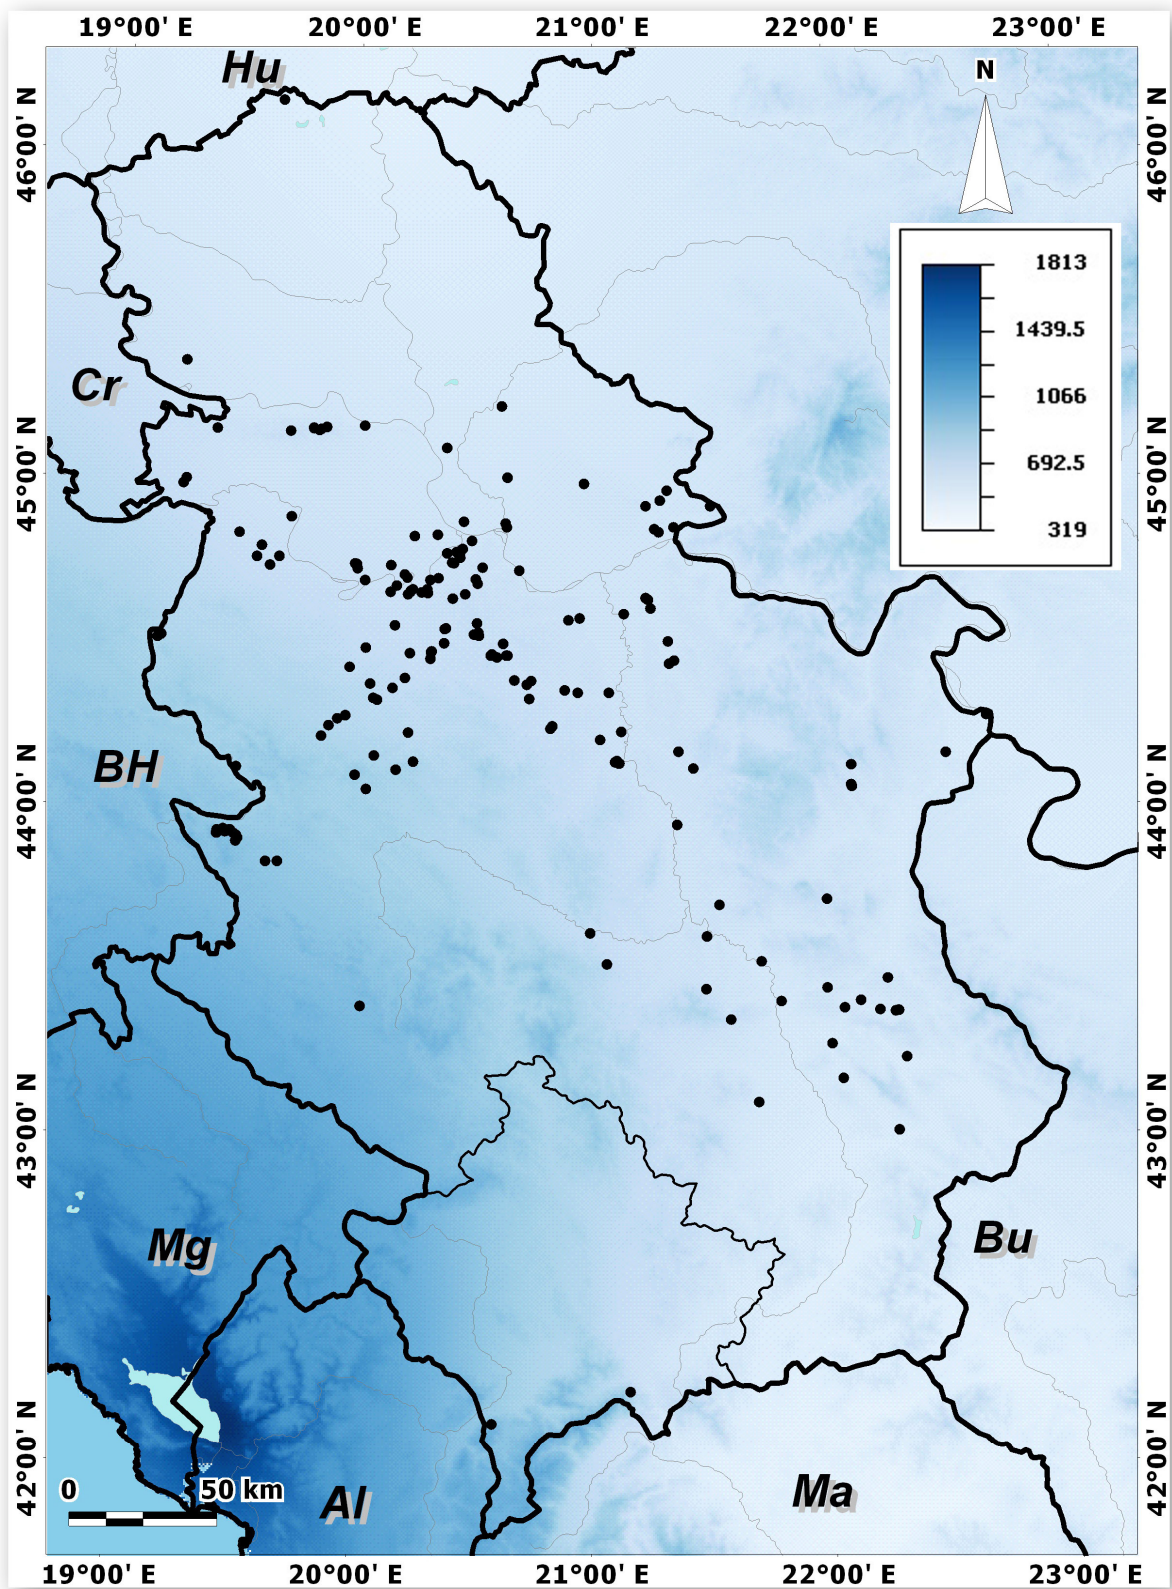 19°00' E 20°00' E 21°00' E 22°00' E 23°00' E
Hu
N
46°00' N
46°00' N
1813
1439.5
1066
692.5
319
Cr
45°00' N
45°00' N
BH
44°00' N
44°00' N
43°00' N
43°00' N
Mg
Bu
42°00' N
42°00' N
0 50 km
Al
Ma
19°00' E 20°00' E 21°00' E 22°00' E 23°00' E